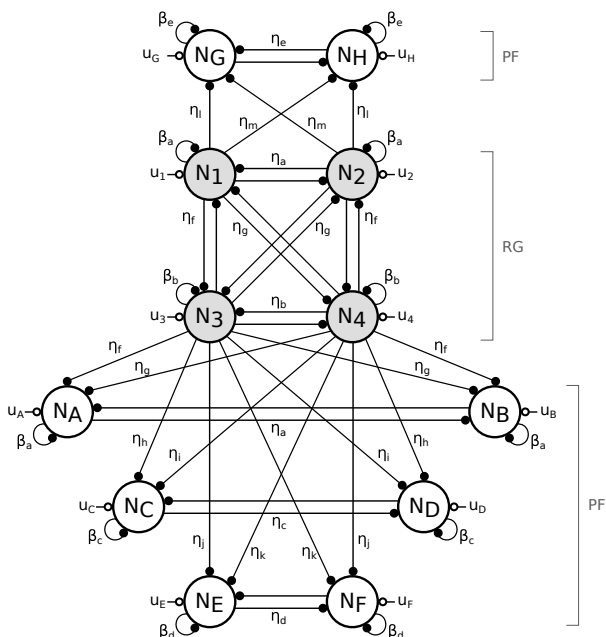 βe βe
uG NG ηe NH uH PF
ηl ηm ηm ηl
βa βa
u1 N1 ηa N2 u2
ηf ηg ηg ηf RG
βb βb
u3 N3 ηb N4 u4
ηf ηg ηg ηf
uA NA NB uB
βa ηh ηi ηa ηi ηh βa
uC NC ND uD PF
βc ηc βc
ηj ηk ηk ηj
uE NE NF uF
βd ηd βd